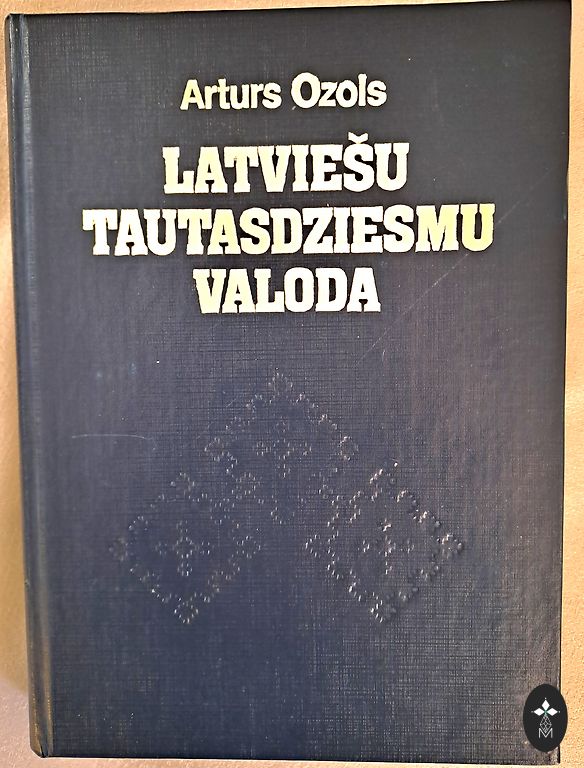 Arturs Ozols
LATVIEŠU
TAUTASDZIESMU
VALODA
M